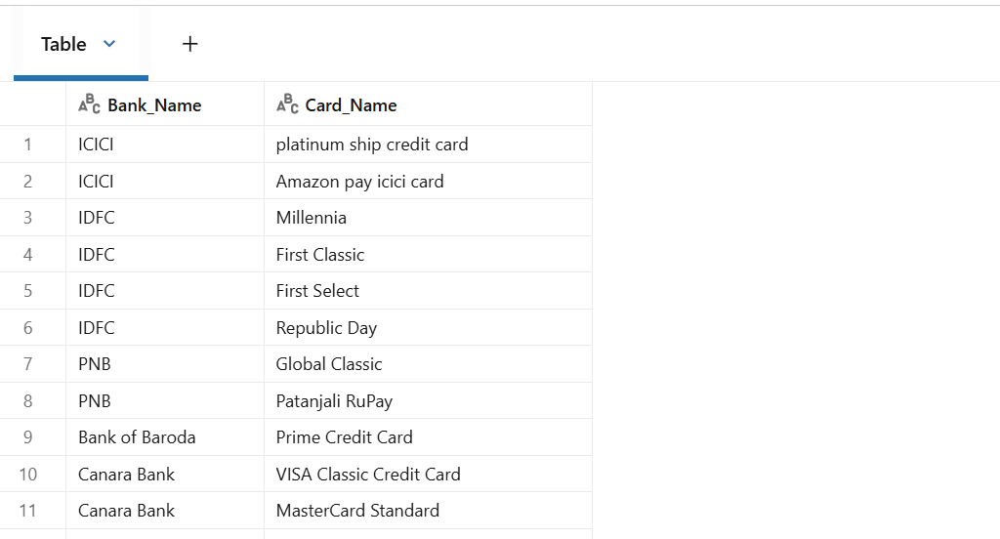 Table
+
ABC Bank_Name ABC Card_Name
1 ICICI platinum ship credit card
2 ICICI Amazon pay icici card
3 IDFC Millennia
4 IDFC First Classic
5 IDFC First Select
6 IDFC Republic Day
7 PNB Global Classic
8 PNB Patanjali RuPay
9 Bank of Baroda Prime Credit Card
10 Canara Bank VISA Classic Credit Card
11 Canara Bank MasterCard Standard